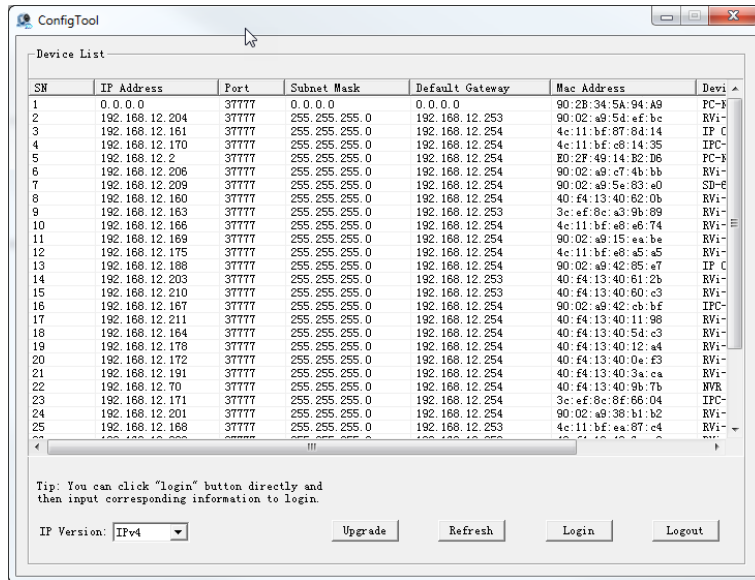 ConfigTool
Device List
SN IP Address Port Subnet Mask Default Gateway Mac Address Devi
1 0.0.0.0 37777 0.0.0.0 0.0.0.0 90:2B:34:5A:94:A9 PC-
2 192.168.12.204 37777 255.255.255.0 192.168.12.253 90:02:a9:5d:ef:bc RVi-
3 192.168.12.161 37777 255.255.255.0 192.168.12.254 4c:11:bf:87:8d:14 IP C
4 192.168.12.170 37777 255.255.255.0 192.168.12.254 4c:11:bf:c8:14:35 IPC-
5 192.168.12.2 37777 255.255.255.0 192.168.12.254 E0:2F:49:14:B2:D6 PC-
6 192.168.12.206 37777 255.255.255.0 192.168.12.253 90:02:a9:c7:4b:bb RVi-
7 192.168.12.209 37777 255.255.255.0 192.168.12.254 90:02:a9:5e:83:e0 SD-6
8 192.168.12.160 37777 255.255.255.0 192.168.12.254 40:f4:13:40:62:0b RVi-
9 192.168.12.163 37777 255.255.255.0 192.168.12.253 3c:ef:8c:a3:9b:89 RVi-
10 192.168.12.166 37777 255.255.255.0 192.168.12.254 4c:11:bf:e8:e6:74 RVi-
11 192.168.12.169 37777 255.255.255.0 192.168.12.254 90:02:a9:15:ea:be RVi-
12 192.168.12.175 37777 255.255.255.0 192.168.12.254 4c:11:bf:e8:a5:a5 RVi-
13 192.168.12.188 37777 255.255.255.0 192.168.12.254 90:02:a9:42:85:e7 IP C
14 192.168.12.203 37777 255.255.255.0 192.168.12.253 40:f4:13:40:61:2b RVi-
15 192.168.12.210 37777 255.255.255.0 192.168.12.253 40:f4:13:40:60:c3 RVi-
16 192.168.12.167 37777 255.255.255.0 192.168.12.254 90:02:a9:42:cb:bf IPC-
17 192.168.12.211 37777 255.255.255.0 192.168.12.254 40:f4:13:40:11:98 RVi-
18 192.168.12.164 37777 255.255.255.0 192.168.12.254 40:f4:13:40:5d:c3 RVi-
19 192.168.12.178 37777 255.255.255.0 192.168.12.254 40:f4:13:40:12:a4 RVi-
20 192.168.12.172 37777 255.255.255.0 192.168.12.254 40:f4:13:40:0e:f3 RVi-
21 192.168.12.191 37777 255.255.255.0 192.168.12.254 40:f4:13:40:3a:ca RVi-
22 192.168.12.70 37777 255.255.255.0 192.168.12.254 40:f4:13:40:9b:7b NVR
23 192.168.12.171 37777 255.255.255.0 192.168.12.254 3c:ef:8c:8f:66:04 IPC-
24 192.168.12.201 37777 255.255.255.0 192.168.12.254 90:02:a9:38:b1:b2 RVi-
25 192.168.12.168 37777 255.255.255.0 192.168.12.253 4c:11:bf:ea:87:c4 RVi-
Tip: You can click "login" button directly and
then input corresponding information to login.
IP Version: IPv4 Upgrade Refresh Login Logout